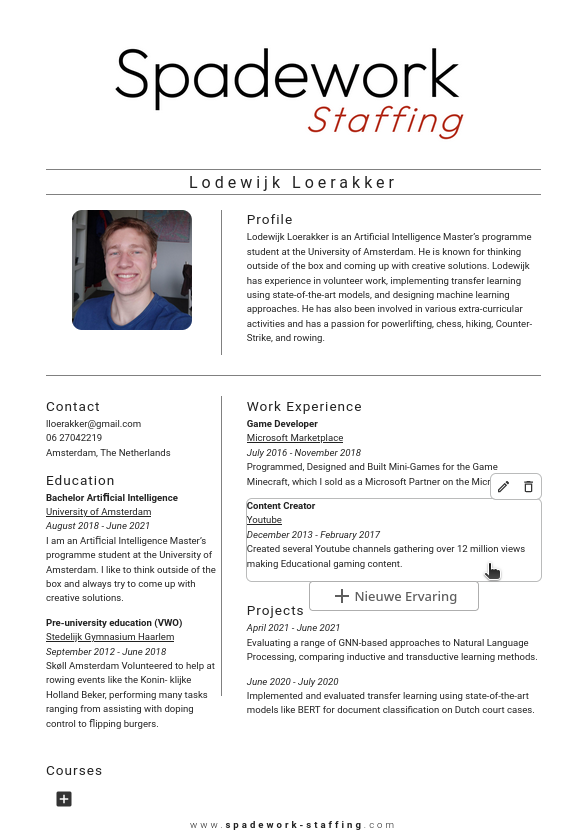 Spadework
Staffing
Lodewijk Loerakker
Profile
Lodewijk Loerakker is an Artificial Intelligence Master's programme
student at the University of Amsterdam. He is known for thinking
outside of the box and coming up with creative solutions. Lodewijk
has experience in volunteer work, implementing transfer learning
using state-of-the-art models, and designing machine learning
approaches. He has also been involved in various extra-curricular
activities and has a passion for powerlifting, chess, hiking, Counter-
Strike, and rowing.
Contact
lloerakker@gmail.com
06 27042219
Amsterdam, The Netherlands
Education
Bachelor Artificial Intelligence
University of Amsterdam
August 2018 - June 2021
I am an Artificial Intelligence Master's
programme student at the University of
Amsterdam. I like to think outside of the
box and always try to come up with
creative solutions.
Pre-university education (VWO)
Stedelijk Gymnasium Haarlem
September 2012 - June 2018
Skøll Amsterdam Volunteered to help at
rowing events like the Konin- klijke
Holland Beker, performing many tasks
ranging from assisting with doping
control to flipping burgers.
Courses
Work Experience
Game Developer
Microsoft Marketplace
July 2016 - November 2018
Programmed, Designed and Built Mini-Games for the Game
Minecraft, which I sold as a Microsoft Partner on the
Content Creator
Youtube
December 2013 - February 2017
Created several Youtube channels gathering over 12 million views
making Educational gaming content.
Nieuwe Ervaring
Projects
April 2021 - June 2021
Evaluating a range of GNN-based approaches to Natural Language
Processing, comparing inductive and transductive learning methods.
June 2020 - July 2020
Implemented and evaluated transfer learning using state-of-the-art
models like BERT for document classification on Dutch court cases.
www.spadework-staffing.com